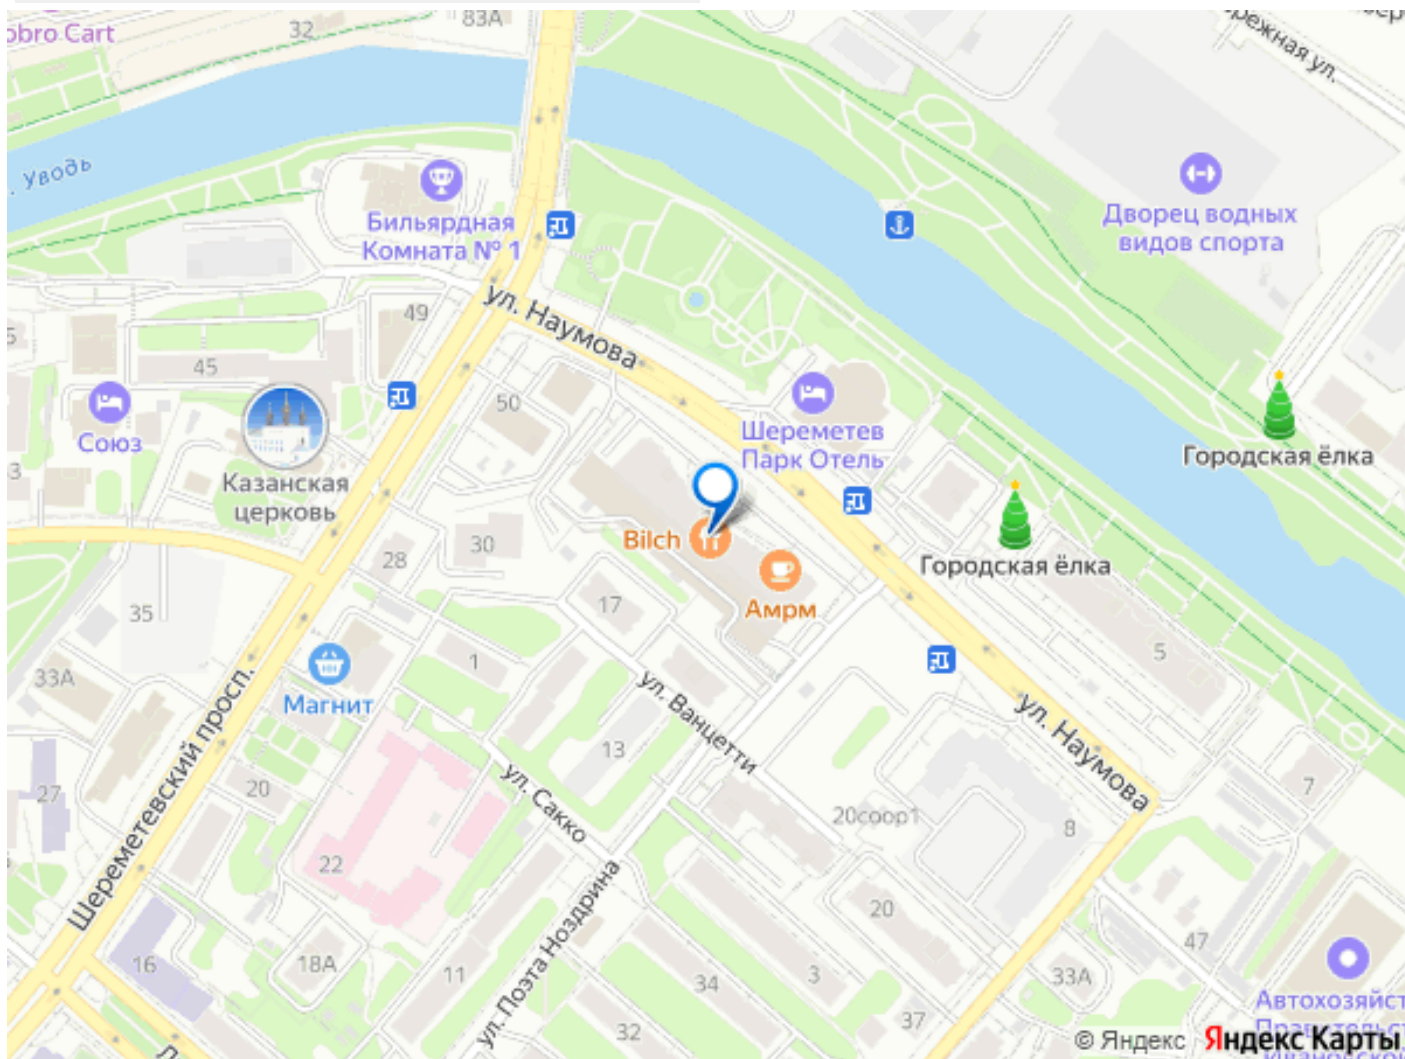 obro Cart
32
83А
режная ул.
Уводь
Бильярдная
Комната № 1
Дворец водных
видов спорта
ул. Наумова
49
5
45
Союз
50
Казанская
церковь
Шереметев
Парк Отель
Городская ёлка
3
Bilch
30
28
Амрм
Городская ёлка
17
35
33А
1
Магнит
5
ул. Ванцетти
ул. Наумова
13
Шереметевский просп.
27
20
ул. Сакко
20соор1
8
7
22
ул. Поэта Ноздрина
20
47
16
18А
11
34
3
33А
32
37
Автохозяйст
© Яндекс Яндекс Карты